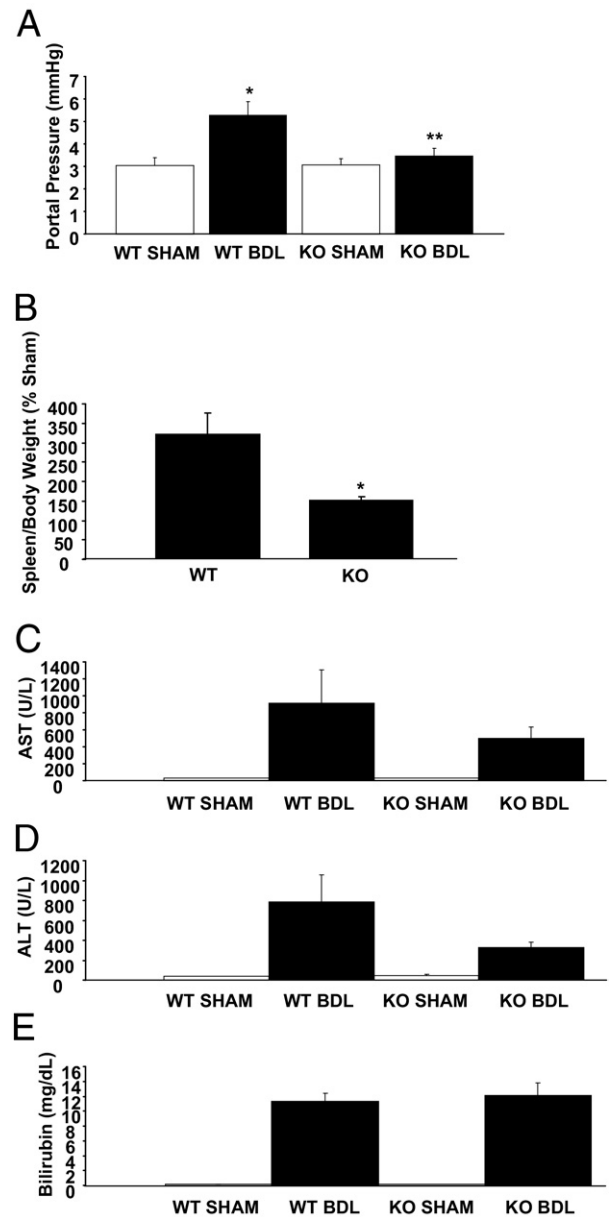 A
Portal Pressure (mmHg)
7
6
5
4
3
2
1
0
*
**
WT SHAM WT BDL KO SHAM KO BDL
B
Spleen/Body Weight (% Sham)
400
350
300
250
200
150
100
50
0
*
WT KO
C
AST (U/L)
1400
1200
1000
800
600
400
200
0
WT SHAM WT BDL KO SHAM KO BDL
D
ALT (U/L)
1200
1000
800
600
400
200
0
WT SHAM WT BDL KO SHAM KO BDL
E
Bilirubin (mg/dL)
16
14
12
10
8
6
4
2
0
WT SHAM WT BDL KO SHAM KO BDL